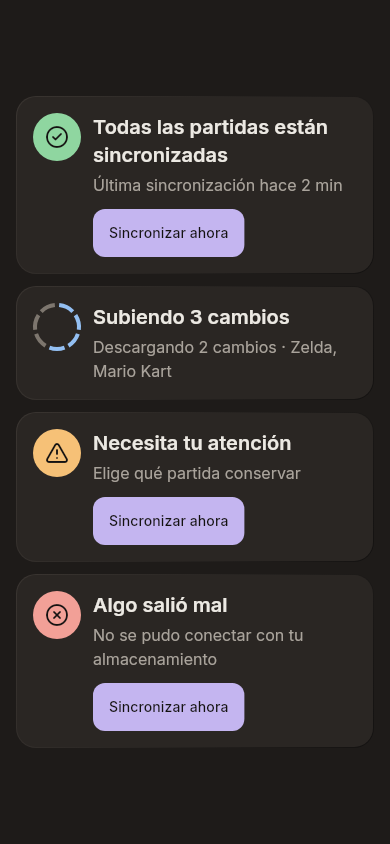 Todas las partidas están
sincronizadas
Última sincronización hace 2 min
Sincronizar ahora
Subiendo 3 cambios
Descargando 2 cambios · Zelda,
Mario Kart
Necesita tu atención
Elige qué partida conservar
Sincronizar ahora
Algo salió mal
No se pudo conectar con tu
almacenamiento
Sincronizar ahora